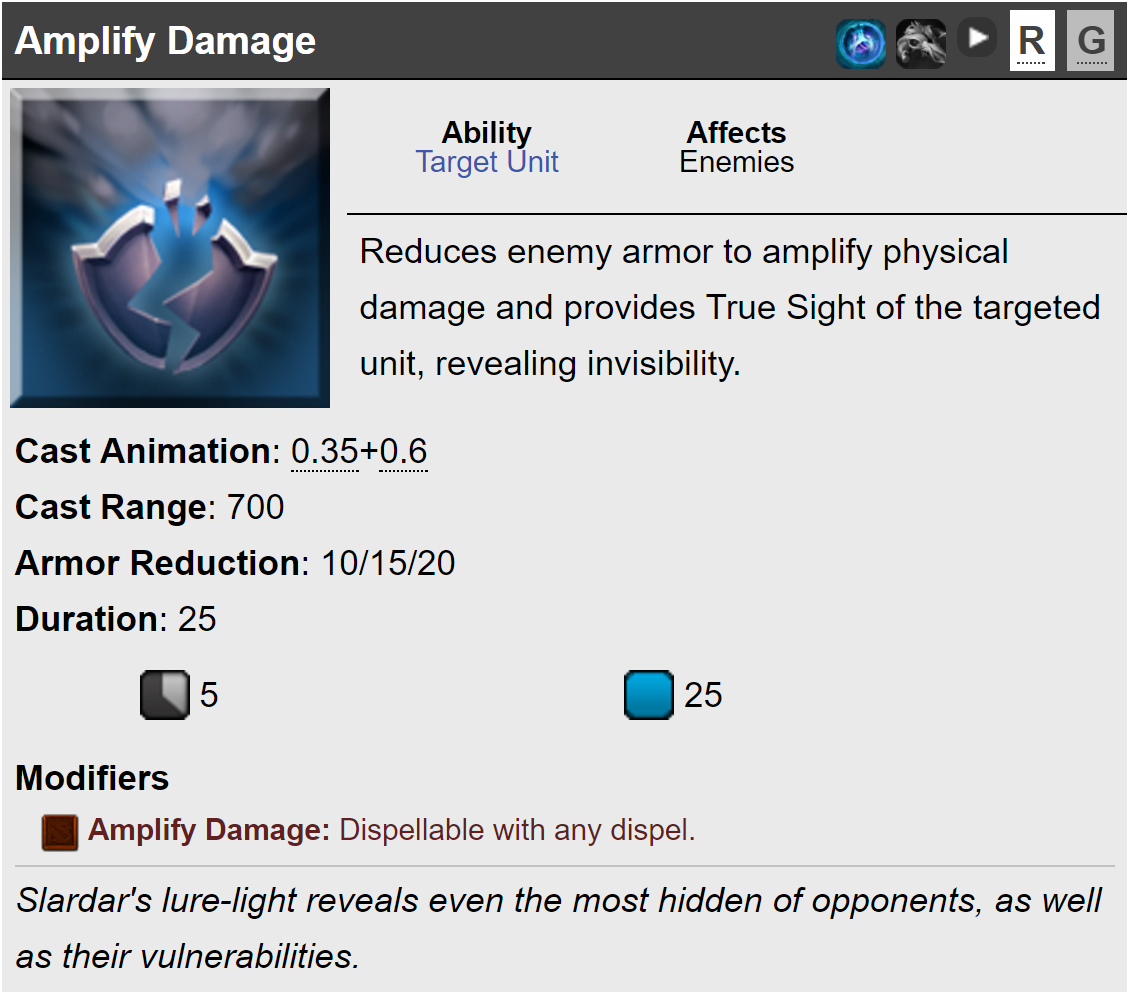 Amplify Damage
R G
Ability Affects
Target Unit Enemies
Reduces enemy armor to amplify physical
damage and provides True Sight of the targeted
unit, revealing invisibility.
Cast Animation: 0.35+0.6
Cast Range: 700
Armor Reduction: 10/15/20
Duration: 25
5 25
Modifiers
Amplify Damage: Dispellable with any dispel.
Slardar's lure-light reveals even the most hidden of opponents, as well
as their vulnerabilities.